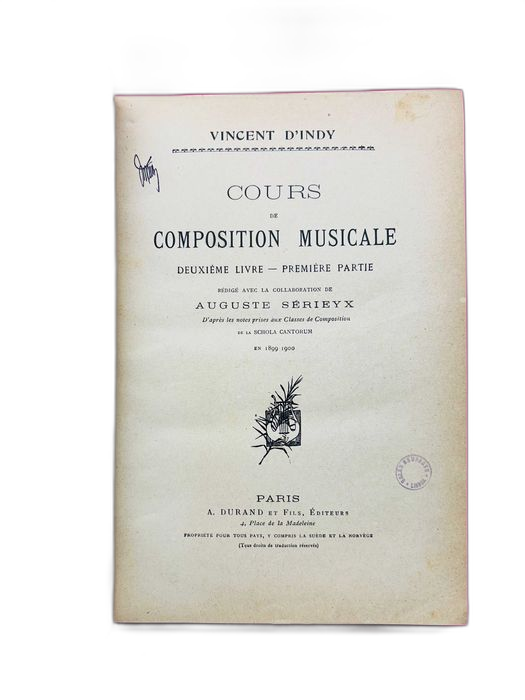 VINCENT D'INDY
COURS
DE
COMPOSITION MUSICALE
DEUXIÈME LIVRE — PREMIÈRE PARTIE
RÉDIGÉ AVEC LA COLLABORATION DE
AUGUSTE SÉRIEYX
D'après les notes prises aux Classes de Composition
DE LA SCHOLA CANTORUM
EN 1899-1900
PARIS
A. DURAND ET FILS, ÉDITEURS
4, Place de la Madeleine
PROPRIÉTÉ POUR TOUS PAYS, Y COMPRIS LA SUÈDE ET LA NORVÈGE
(Tous droits de traduction réservés)